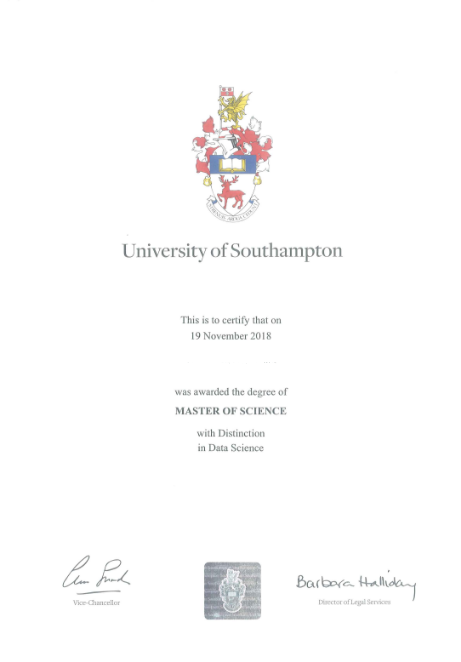 University of Southampton
This is to certify that on
19 November 2018
was awarded the degree of
MASTER OF SCIENCE
with Distinction
in Data Science
Barbara Halliday
Vice-Chancellor
Director of Legal Services